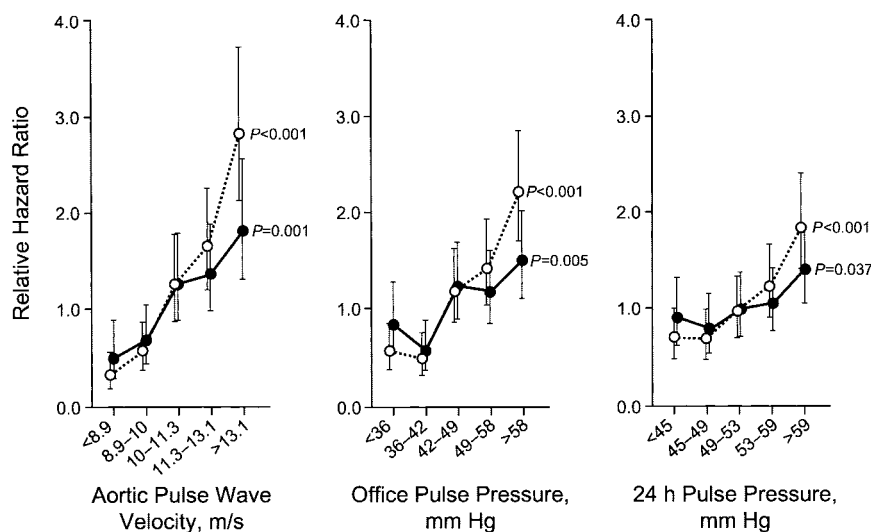 Relative Hazard Ratio
4.0
3.0
2.0
1.0
0.0
P<0.001
P=0.001
<8.9
8.9–10
10–11.3
11.3–13.1
>13.1
Aortic Pulse Wave
Velocity, m/s
4.0
3.0
2.0
1.0
0.0
P<0.001
P=0.005
<36
36–42
42–49
49–58
>58
Office Pulse Pressure,
mm Hg
4.0
3.0
2.0
1.0
0.0
P<0.001
P=0.037
<45
45–49
49–53
53–59
>59
24 h Pulse Pressure,
mm Hg